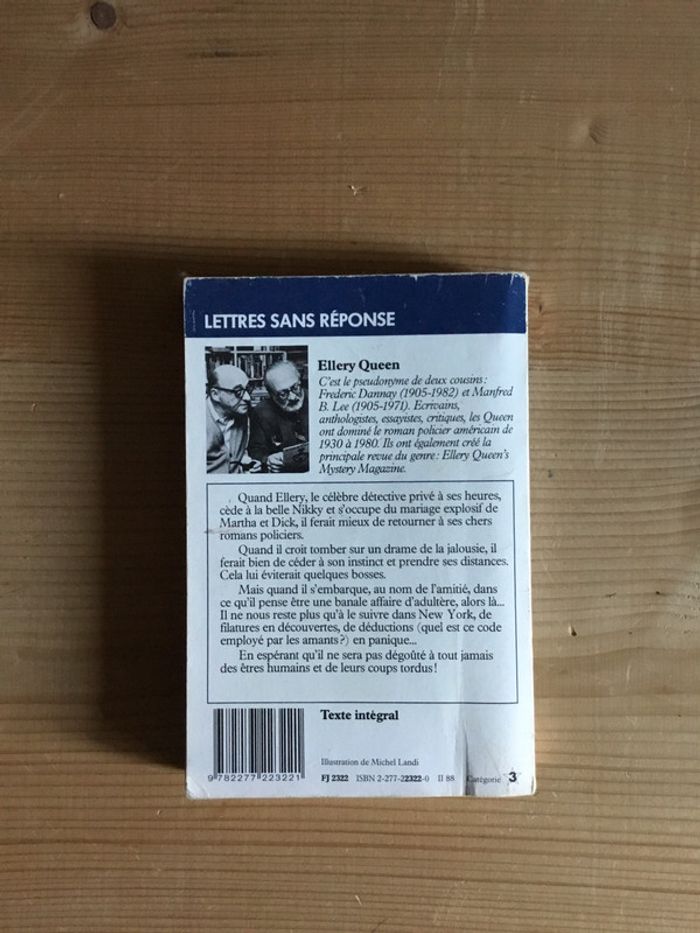 LETTRES SANS RÉPONSE
Ellery Queen
C'est le pseudonyme de deux cousins :
Frederic Dannay (1905-1982) et Manfred
B. Lee (1905-1971). Ecrivains,
anthologistes, essayistes, critiques, les Queen
ont dominé le roman policier américain de
1930 à 1980. Ils ont également créé la
principale revue du genre : Ellery Queen's
Mystery Magazine.
Quand Ellery, le célèbre détective privé à ses heures,
cède à la belle Nikky et s'occupe du mariage explosif de
Martha et Dick, il ferait mieux de retourner à ses chers
romans policiers.
Quand il croit tomber sur un drame de la jalousie, il
ferait bien de céder à son instinct et prendre ses distances.
Cela lui éviterait quelques bosses.
Mais quand il s'embarque, au nom de l'amitié, dans
ce qu'il pense être une banale affaire d'adultère, alors là...
Il ne nous reste plus qu'à le suivre dans New York, de
filatures en découvertes, de déductions (quel est ce code
employé par les amants ?) en panique...
En espérant qu'il ne sera pas dégoûté à tout jamais
des êtres humains et de leurs coups tordus !
Texte intégral
Illustration de Michel Landi
9 782277 223221
FJ 2322 ISBN 2-277-22322-0 II 88 Catégorie 3